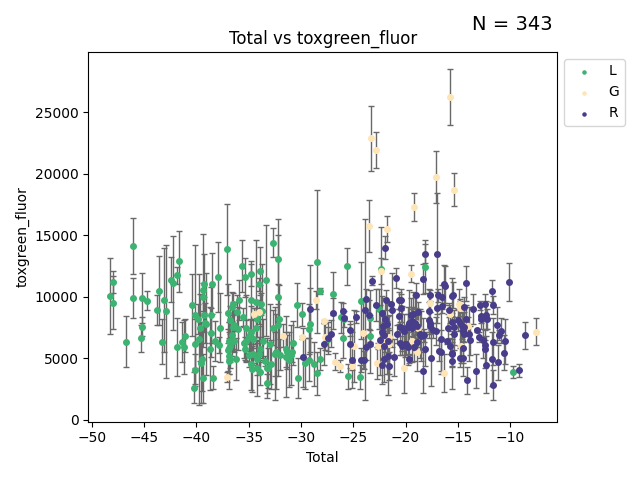 N = 343
Total vs toxgreen_fluor
L
G
R
25000
20000
15000
10000
5000
0
toxgreen_fluor
−50 −45 −40 −35 −30 −25 −20 −15 −10
Total